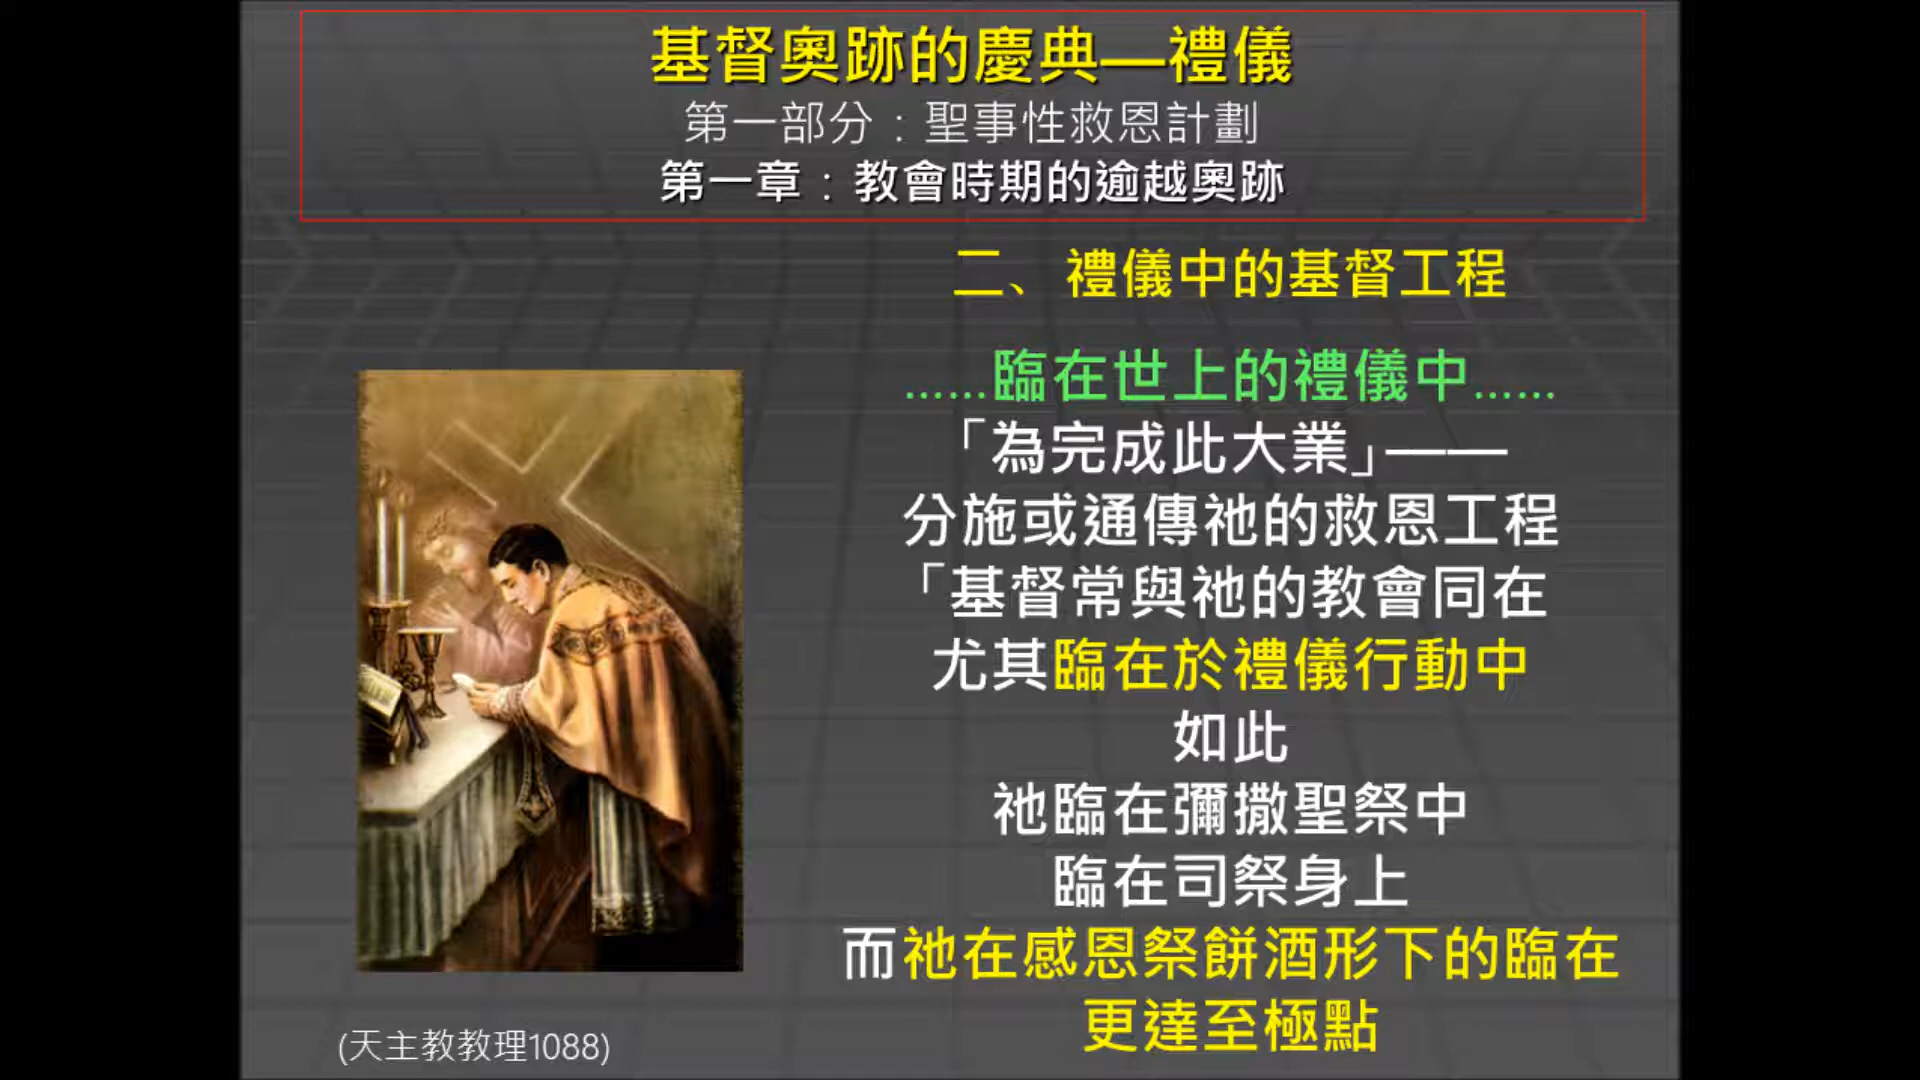 基督奧跡的慶典—禮儀
第一部分：聖事性救恩計劃
第一章：教會時期的逾越奧跡
二、禮儀中的基督工程
……臨在世上的禮儀中……
「為完成此大業」——
分施或通傳祂的救恩工程
「基督常與祂的教會同在
尤其臨在於禮儀行動中
如此
祂臨在彌撒聖祭中
臨在司祭身上
而祂在感恩祭餅酒形下的臨在
更達至極點
(天主教教理1088)